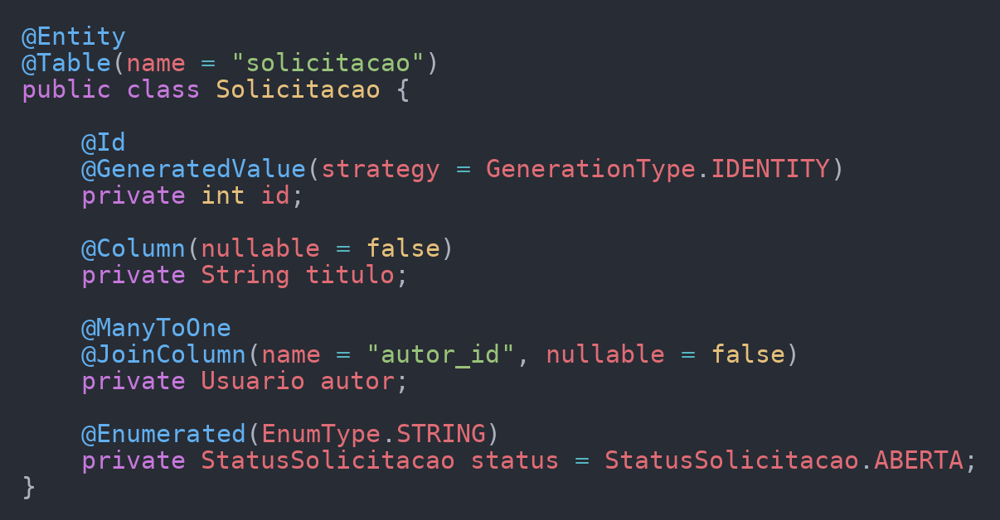 @Entity
@Table(name = "solicitacao")
public class Solicitacao {

    @Id
    @GeneratedValue(strategy = GenerationType.IDENTITY)
    private int id;

    @Column(nullable = false)
    private String titulo;

    @ManyToOne
    @JoinColumn(name = "autor_id", nullable = false)
    private Usuario autor;

    @Enumerated(EnumType.STRING)
    private StatusSolicitacao status = StatusSolicitacao.ABERTA;
}